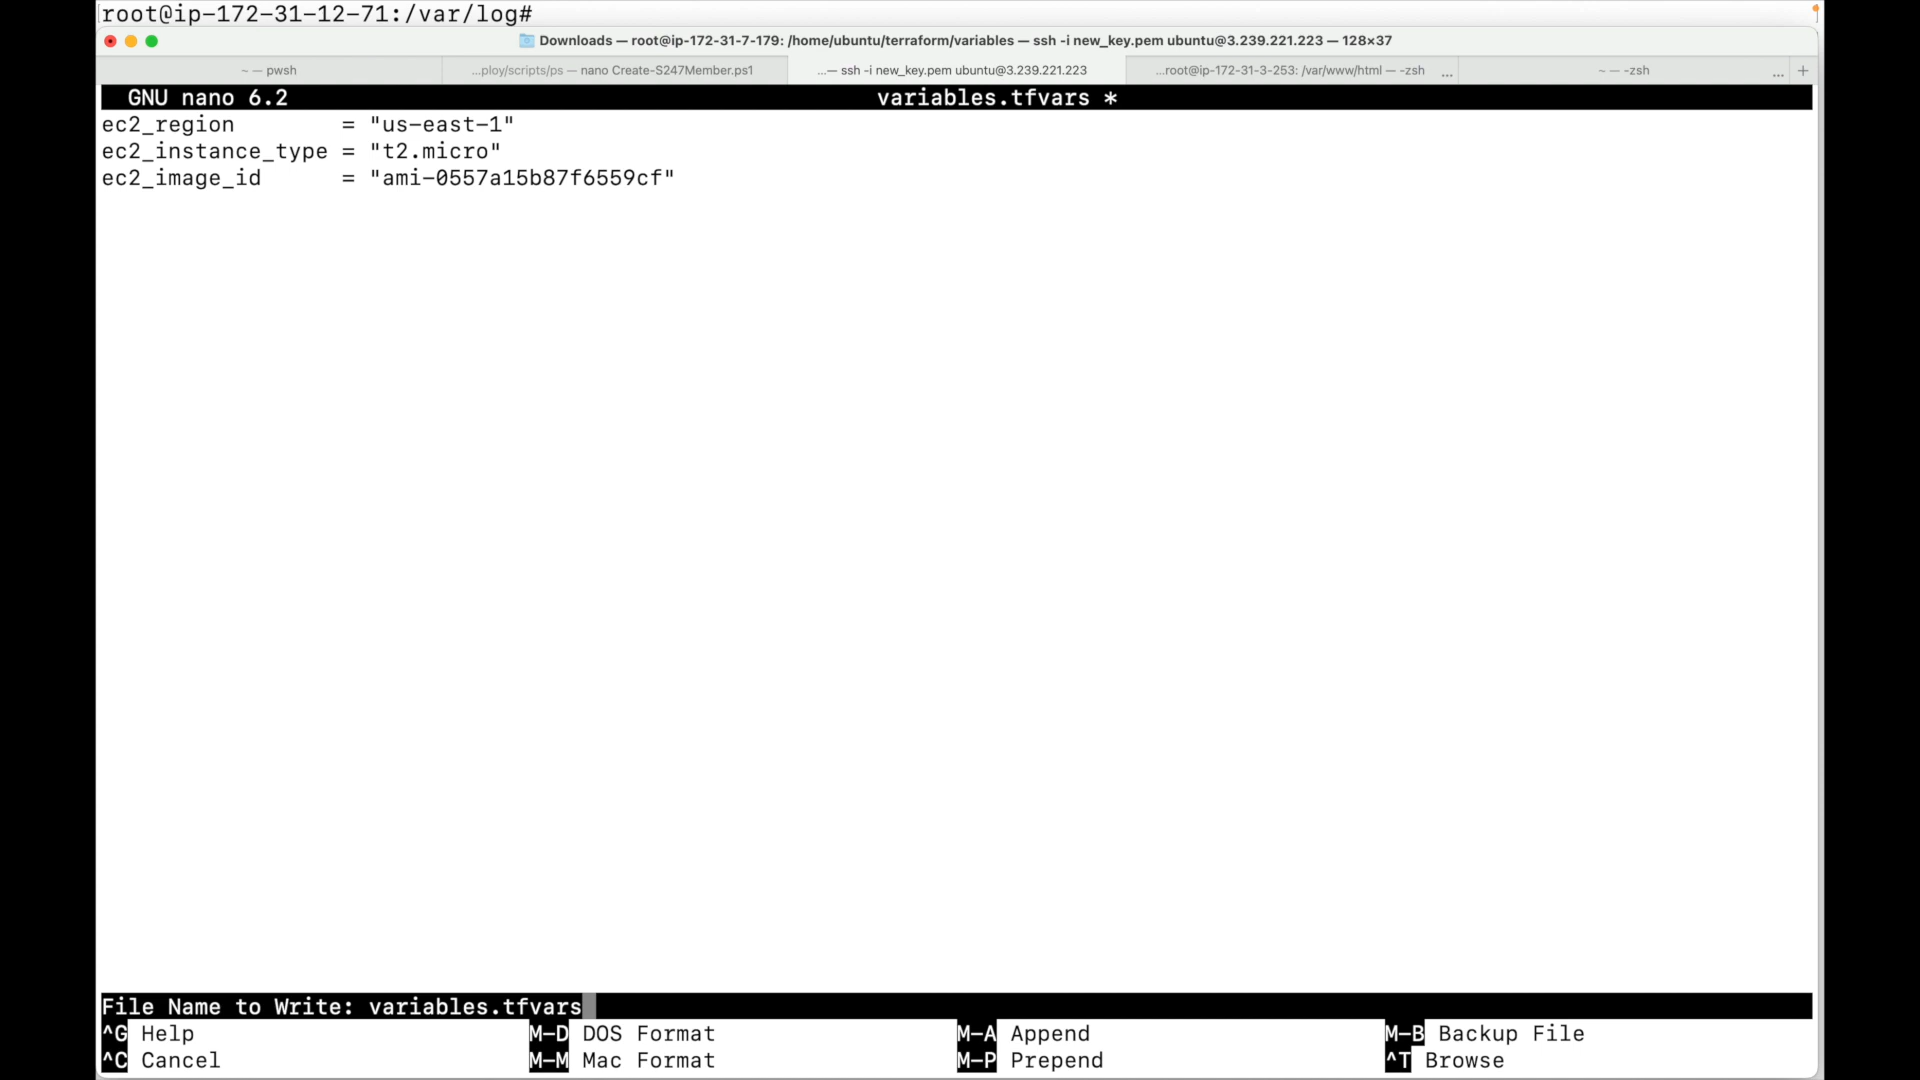 root@ip-172-31-12-71:/var/log#
Downloads — root@ip-172-31-7-179: /home/ubuntu/terraform/variables — ssh -i new_key.pem ubuntu@3.239.221.223 — 128×37
~ — pwsh ...ploy/scripts/ps — nano Create-S247Member.ps1 ...— ssh -i new_key.pem ubuntu@3.239.221.223 ...root@ip-172-31-3-253: /var/www/html — -zsh ... ~ — -zsh ... +
GNU nano 6.2 variables.tfvars *
ec2_region        = "us-east-1"
ec2_instance_type = "t2.micro"
ec2_image_id      = "ami-0557a15b87f6559cf"
File Name to Write: variables.tfvars
^G Help M-D DOS Format M-A Append M-B Backup File
^C Cancel M-M Mac Format M-P Prepend ^T Browse